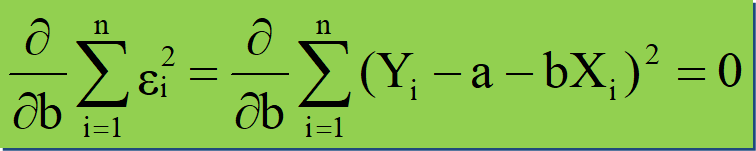 ∂/∂b ∑_{i=1}^{n} ε_i^2 = ∂/∂b ∑_{i=1}^{n} (Y_i − a − bX_i)^2 = 0